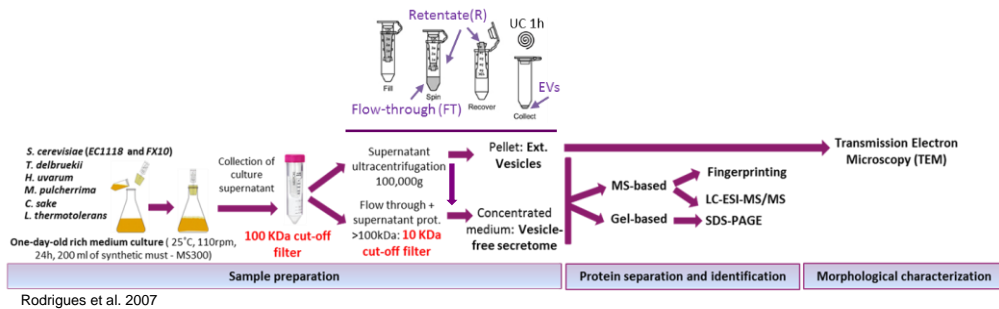 Retentate(R)
UC 1h
Fill
Spin
Recover
Collect
EVs
Flow-through (FT)
S. cerevisiae (EC1118 and FX10)
T. delbruekii
H. uvarum
M. pulcherrima
C. sake
L. thermotolerans
One-day-old rich medium culture ( 25˚C, 110rpm,
24h, 200 ml of synthetic must - MS300)
Collection of
culture
supernatant
100 KDa cut-off
filter
Supernatant
ultracentrifugation
100,000g
Flow through +
supernatant prot.
>100kDa: 10 KDa
cut-off filter
Pellet: Ext.
Vesicles
Concentrated
medium: Vesicle-
free secretome
MS-based
Gel-based
Fingerprinting
LC-ESI-MS/MS
SDS-PAGE
Transmission Electron
Microscopy (TEM)
Sample preparation
Protein separation and identification
Morphological characterization
Rodrigues et al. 2007